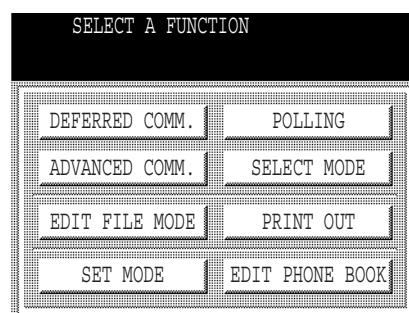 SELECT A FUNCTION
DEFERRED COMM. POLLING
ADVANCED COMM. SELECT MODE
EDIT FILE MODE PRINT OUT
SET MODE EDIT PHONE BOOK